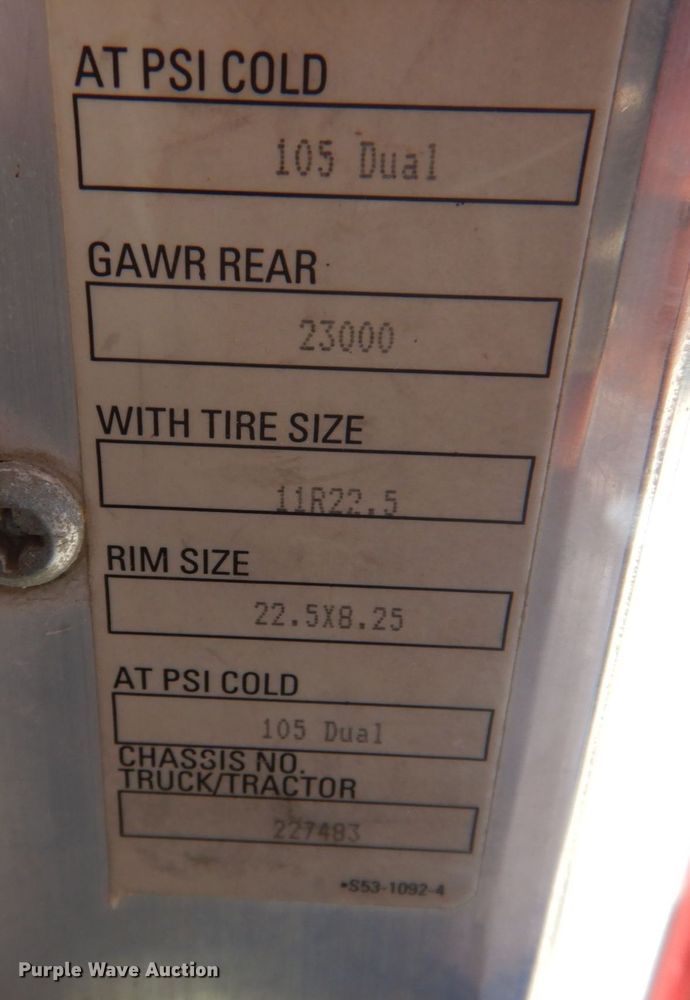 AT PSI COLD
105 Dual
GAWR REAR
23000
WITH TIRE SIZE
11R22.5
RIM SIZE
22.5X8.25
AT PSI COLD
105 Dual
CHASSIS NO.
TRUCK/TRACTOR
227483
•S53-1092-4
Purple Wave Auction